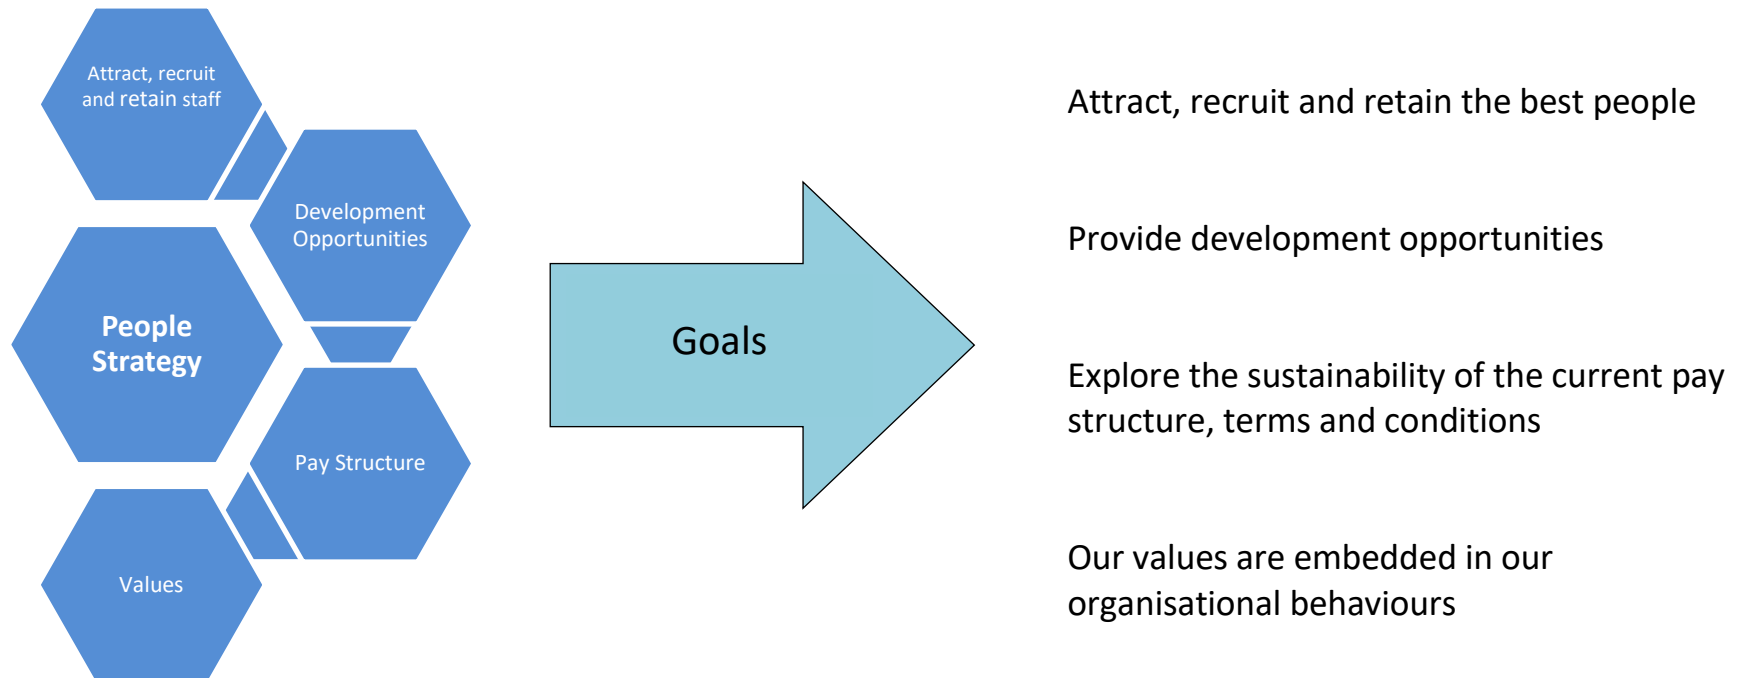 Attract, recruit
and retain staff
Development
Opportunities
People
Strategy
Pay Structure
Values
Goals
Attract, recruit and retain the best people
Provide development opportunities
Explore the sustainability of the current pay
structure, terms and conditions
Our values are embedded in our
organisational behaviours